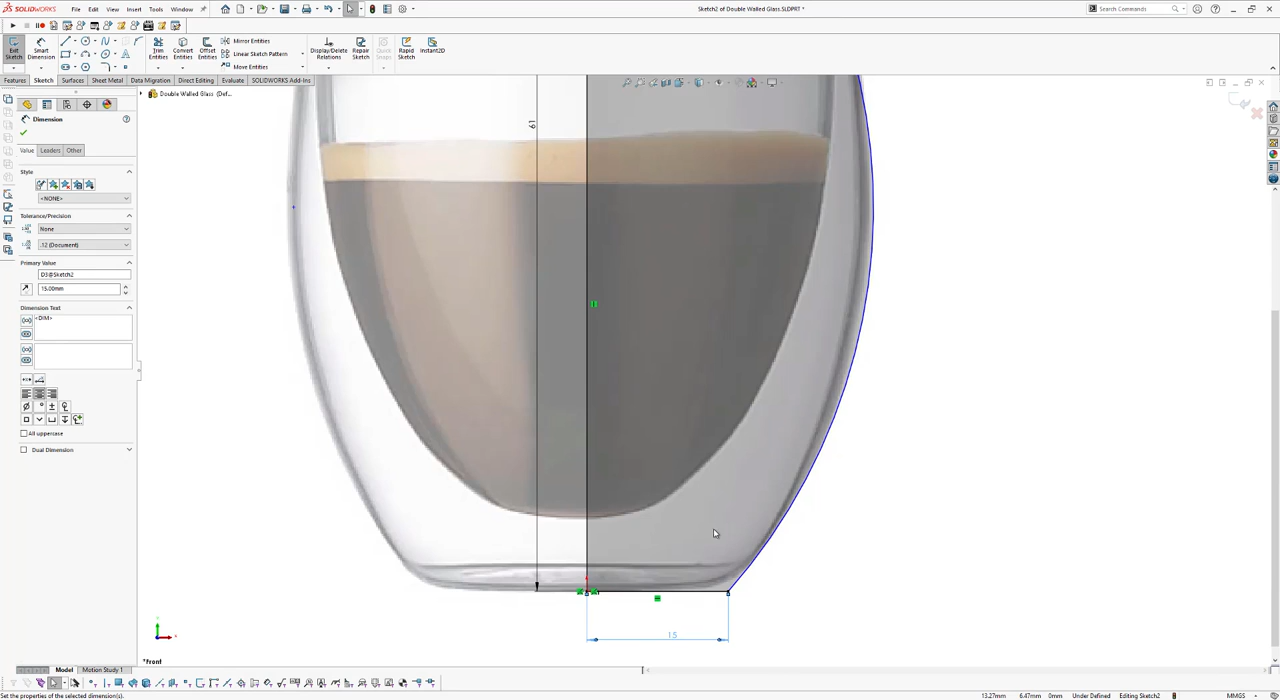 SOLIDWORKS File Edit View Insert Tools Window Sketch2 of Double Walled Glass.SLDPRT * Search Commands
Exit Sketch
Smart Dimension
Trim Entities
Convert Entities
Offset Entities
Mirror Entities
Linear Sketch Pattern
Move Entities
Display/Delete Relations
Repair Sketch
Quick Snaps
Rapid Sketch
Instant2D
Features Sketch Surfaces Sheet Metal Data Migration Direct Editing Evaluate SOLIDWORKS Add-Ins
Double Walled Glass (Def...
Dimension
Value Leaders Other
Style
<NONE>
Tolerance/Precision
None
.12 (Document)
Primary Value
D3@Sketch2
15.00mm
Dimension Text
<DIM>
All uppercase
Dual Dimension
61
15
*Front
Model Motion Study 1
Set the properties of the selected dimension(s). 13.27mm 6.47mm 0mm Under Defined Editing Sketch2 MMGS